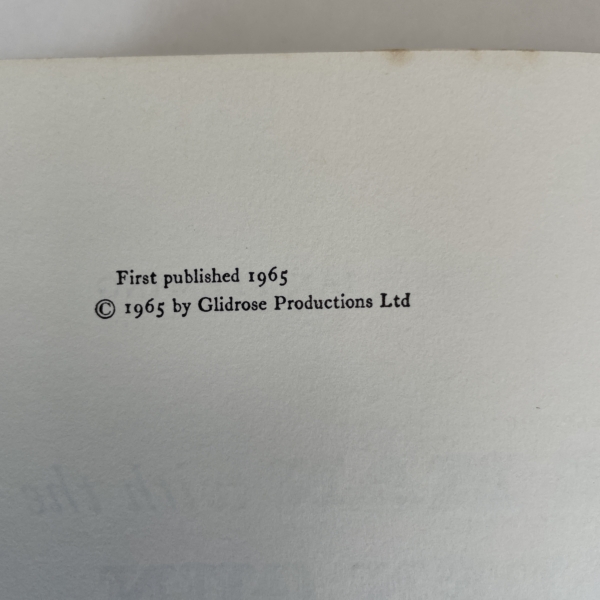 First published 1965
© 1965 by Glidrose Productions Ltd